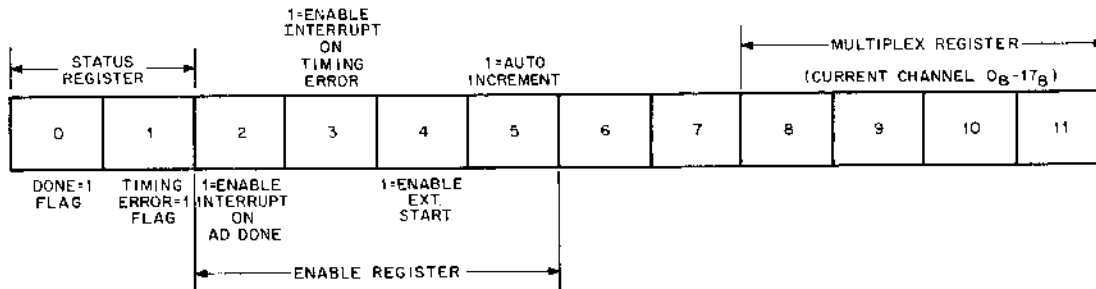 1=ENABLE
INTERRUPT
ON
TIMING
ERROR
STATUS
REGISTER
1=AUTO
INCREMENT
MULTIPLEX REGISTER
(CURRENT CHANNEL 0₈-17₈)
0 1 2 3 4 5 6 7 8 9 10 11
DONE=1
FLAG
TIMING
ERROR=1
FLAG
1=ENABLE
INTERRUPT
ON
AD DONE
1=ENABLE
EXT.
START
ENABLE REGISTER